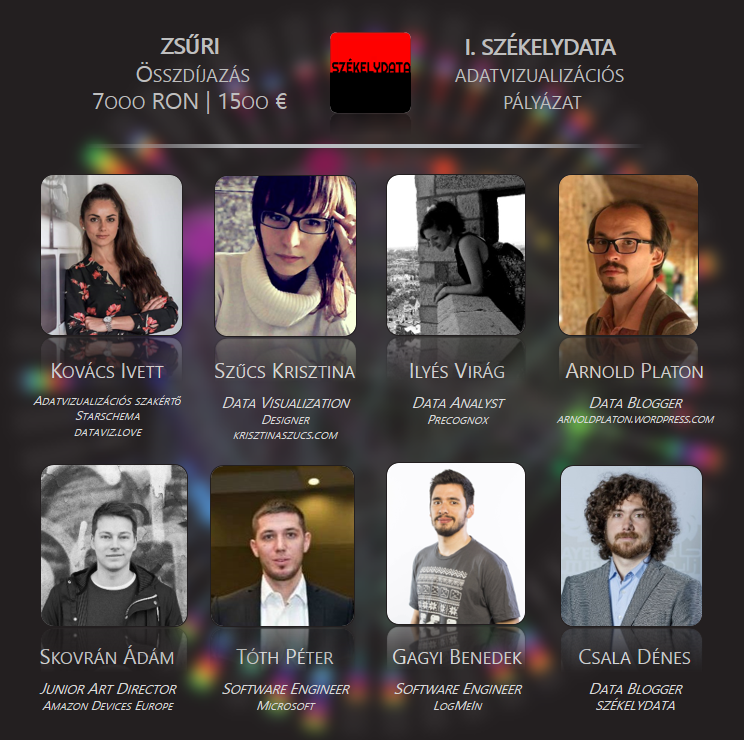 ZSŰRI
ÖSSZDÍJAZÁS
7000 RON | 1500 €
SZÉKELYDATA
I. SZÉKELYDATA
ADATVIZUALIZÁCIÓS
PÁLYÁZAT
KOVÁCS IVETT
ADATVIZUALIZÁCIÓS SZAKÉRTŐ
STARSCHEMA
DATAVIZ.LOVE
SZŰCS KRISZTINA
DATA VISUALIZATION
DESIGNER
KRISZTINASZUCS.COM
ILYÉS VIRÁG
DATA ANALYST
PRECOGNOX
ARNOLD PLATON
DATA BLOGGER
ARNOLDPLATON.WORDPRESS.COM
SKOVRÁN ÁDÁM
JUNIOR ART DIRECTOR
AMAZON DEVICES EUROPE
TÓTH PÉTER
SOFTWARE ENGINEER
MICROSOFT
GAGYI BENEDEK
SOFTWARE ENGINEER
LOGMEIN
CSALA DÉNES
DATA BLOGGER
SZÉKELYDATA